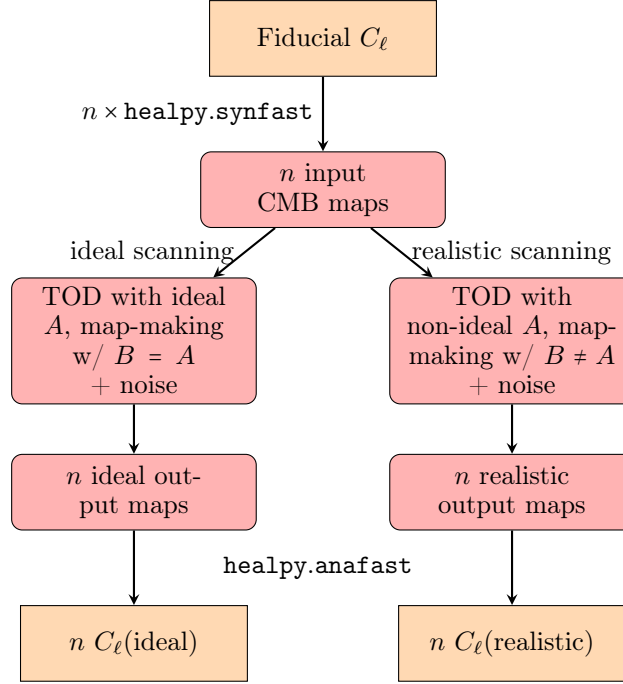 Fiducial Cℓ
n × healpy.synfast
n input
CMB maps
ideal scanning
realistic scanning
TOD with ideal
A, map-making
w/ B = A
+ noise
TOD with
non-ideal A, map-
making w/ B ≠ A
+ noise
n ideal out-
put maps
n realistic
output maps
healpy.anafast
n Cℓ(ideal)
n Cℓ(realistic)